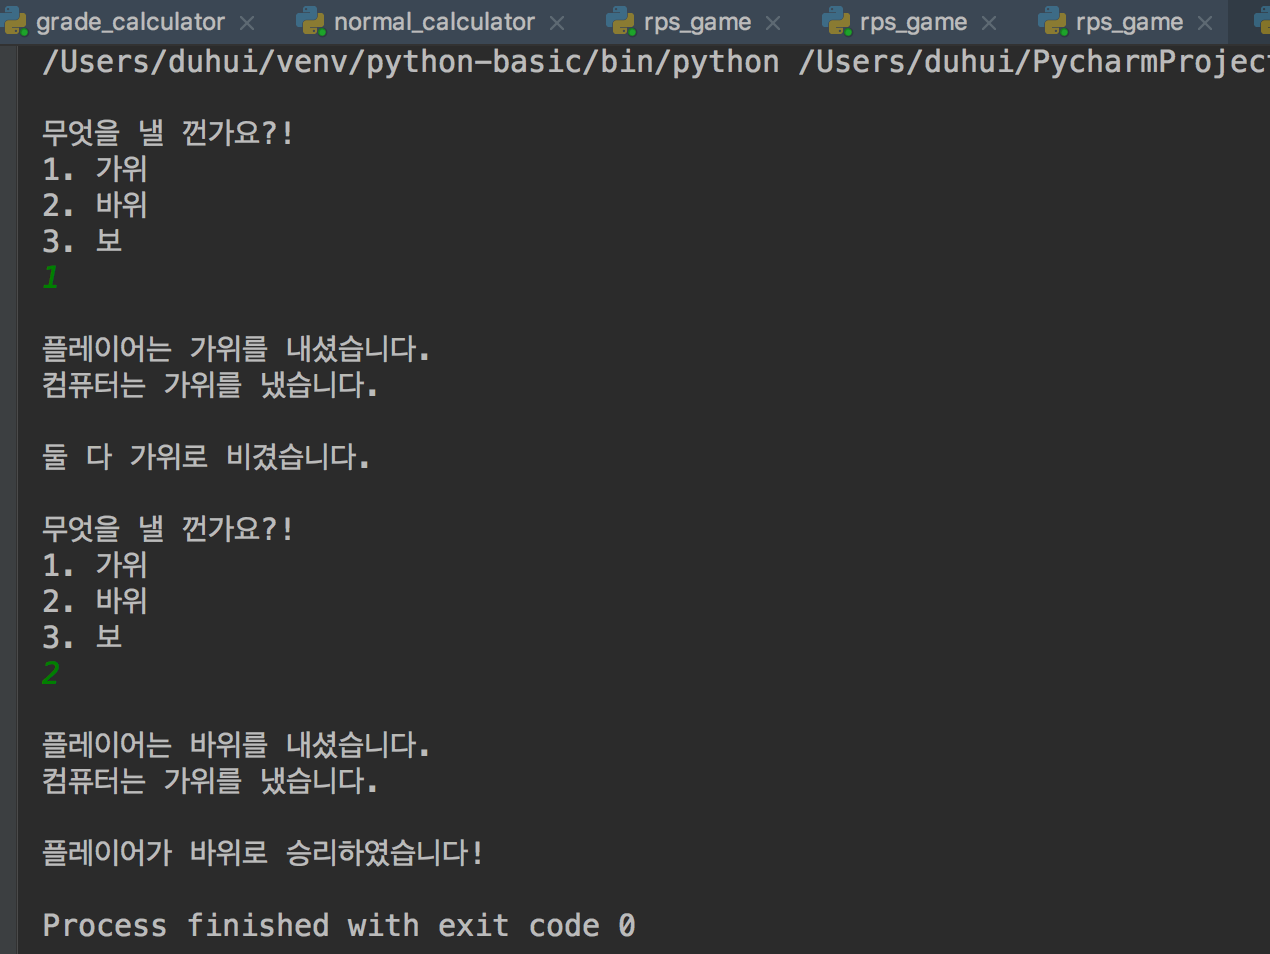 grade_calculator normal_calculator rps_game rps_game rps_game
/Users/duhui/venv/python-basic/bin/python /Users/duhui/PycharmProject
무엇을 낼 껀가요?!
1. 가위
2. 바위
3. 보
1
플레이어는 가위를 내셨습니다.
컴퓨터는 가위를 냈습니다.
둘 다 가위로 비겼습니다.
무엇을 낼 껀가요?!
1. 가위
2. 바위
3. 보
2
플레이어는 바위를 내셨습니다.
컴퓨터는 가위를 냈습니다.
플레이어가 바위로 승리하였습니다!
Process finished with exit code 0